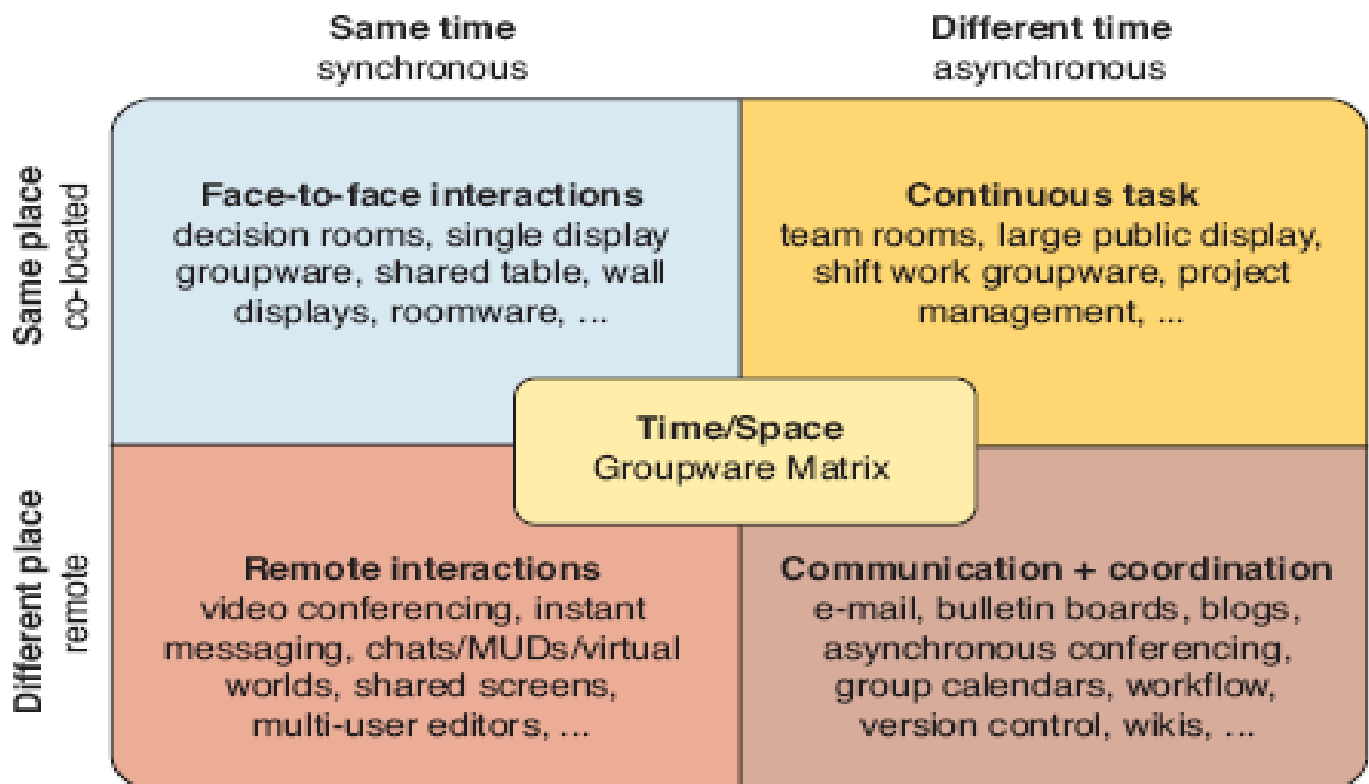 Same time
synchronous
Different time
asynchronous
Same place
co-located
Face-to-face interactions
decision rooms, single display
groupware, shared table, wall
displays, roomware, ...
Continuous task
team rooms, large public display,
shift work groupware, project
management, ...
Time/Space
Groupware Matrix
Different place
remote
Remote interactions
video conferencing, instant
messaging, chats/MUDs/virtual
worlds, shared screens,
multi-user editors, ...
Communication + coordination
e-mail, bulletin boards, blogs,
asynchronous conferencing,
group calendars, workflow,
version control, wikis, ...